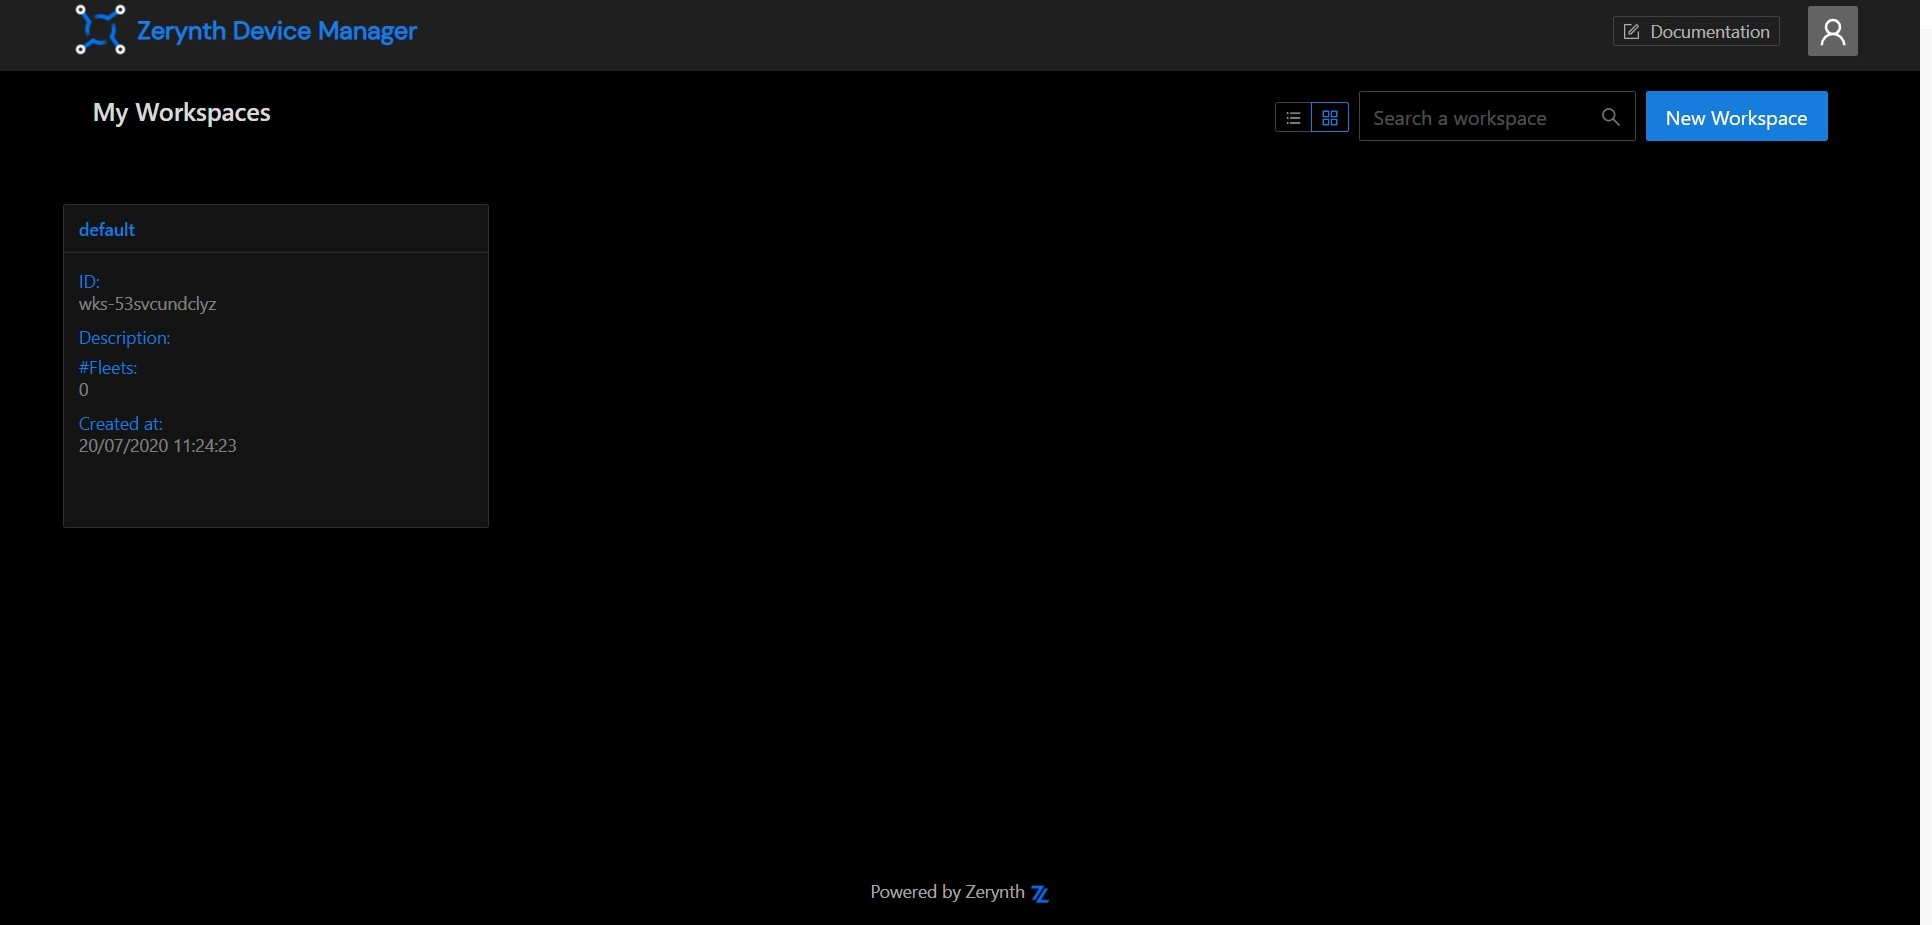 Zerynth Device Manager
Documentation
My Workspaces
Search a workspace
New Workspace
default
ID:
wks-53svcundclyz
Description:
#Fleets:
0
Created at:
20/07/2020 11:24:23
Powered by Zerynth